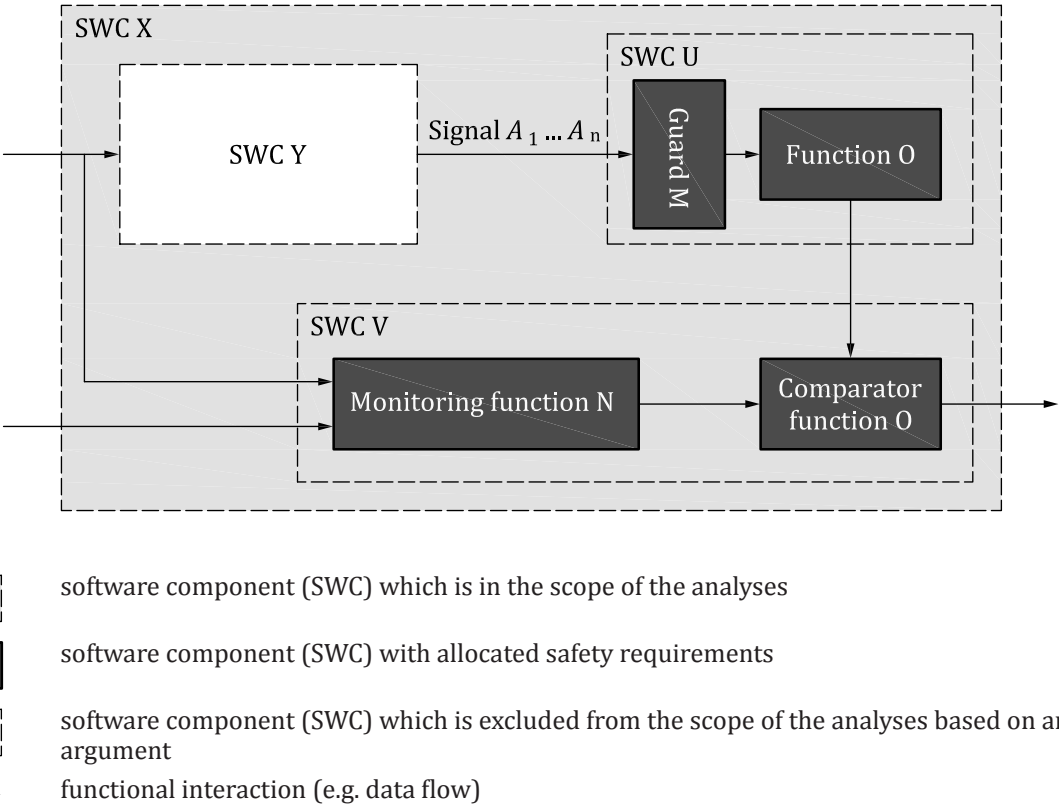 SWC X
SWC U
SWC Y
Signal A 1 ... A n
Guard M
Function O
SWC V
Monitoring function N
Comparator
function O
software component (SWC) which is in the scope of the analyses
software component (SWC) with allocated safety requirements
software component (SWC) which is excluded from the scope of the analyses based on
argument
functional interaction (e.g. data flow)